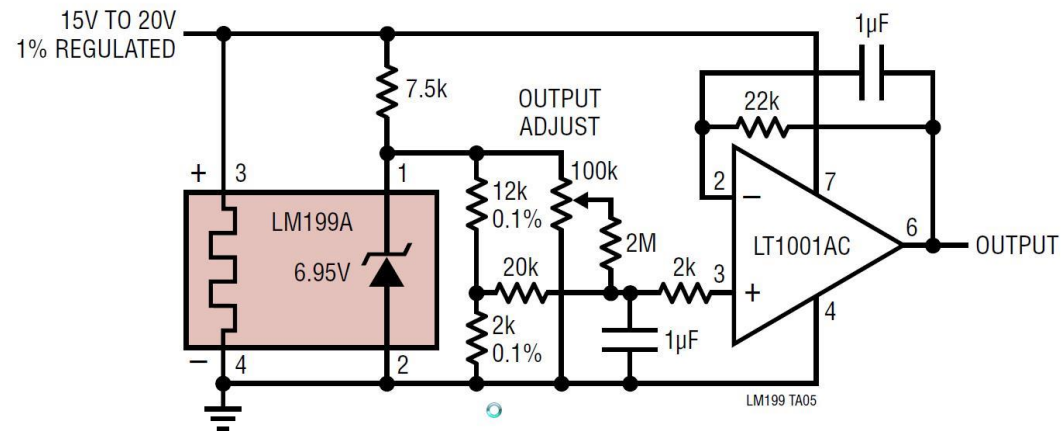 15V TO 20V
1% REGULATED
7.5k
OUTPUT
ADJUST
1µF
22k
+ 3
1
LM199A
6.95V
12k
0.1%
100k
2M
20k
2k
2k
0.1%
1µF
2
−
3
+
LT1001AC
7
6
4
OUTPUT
− 4
2
LM199 TA05